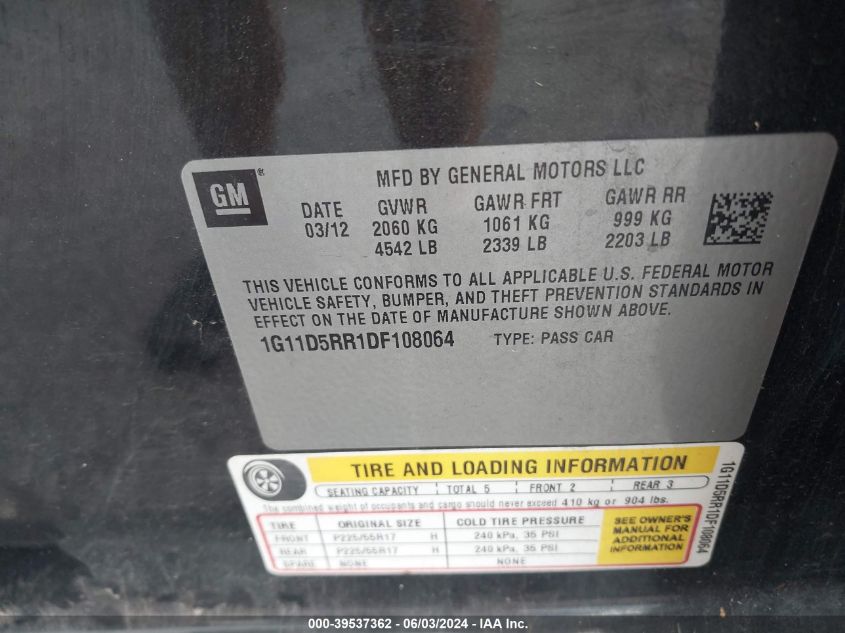 GM®
MFD BY GENERAL MOTORS LLC
DATE GVWR GAWR FRT GAWR RR
03/12 2060 KG 1061 KG 999 KG
4542 LB 2339 LB 2203 LB
THIS VEHICLE CONFORMS TO ALL APPLICABLE U.S. FEDERAL MOTOR
VEHICLE SAFETY, BUMPER, AND THEFT PREVENTION STANDARDS IN
EFFECT ON THE DATE OF MANUFACTURE SHOWN ABOVE.
1G11D5RR1DF108064 TYPE: PASS CAR
TIRE AND LOADING INFORMATION
SEATING CAPACITY TOTAL 5 FRONT 2 REAR 3
The combined weight of occupants and cargo should never exceed 410 kg or 904 lbs.
TIRE ORIGINAL SIZE COLD TIRE PRESSURE
FRONT P225/55R17 H 240 kPa, 35 PSI
REAR P225/55R17 H 240 kPa, 35 PSI
SPARE NONE NONE
SEE OWNER'S
MANUAL FOR
ADDITIONAL
INFORMATION
1G11D5RR1DF108064
000-39537362 - 06/03/2024 - IAA Inc.